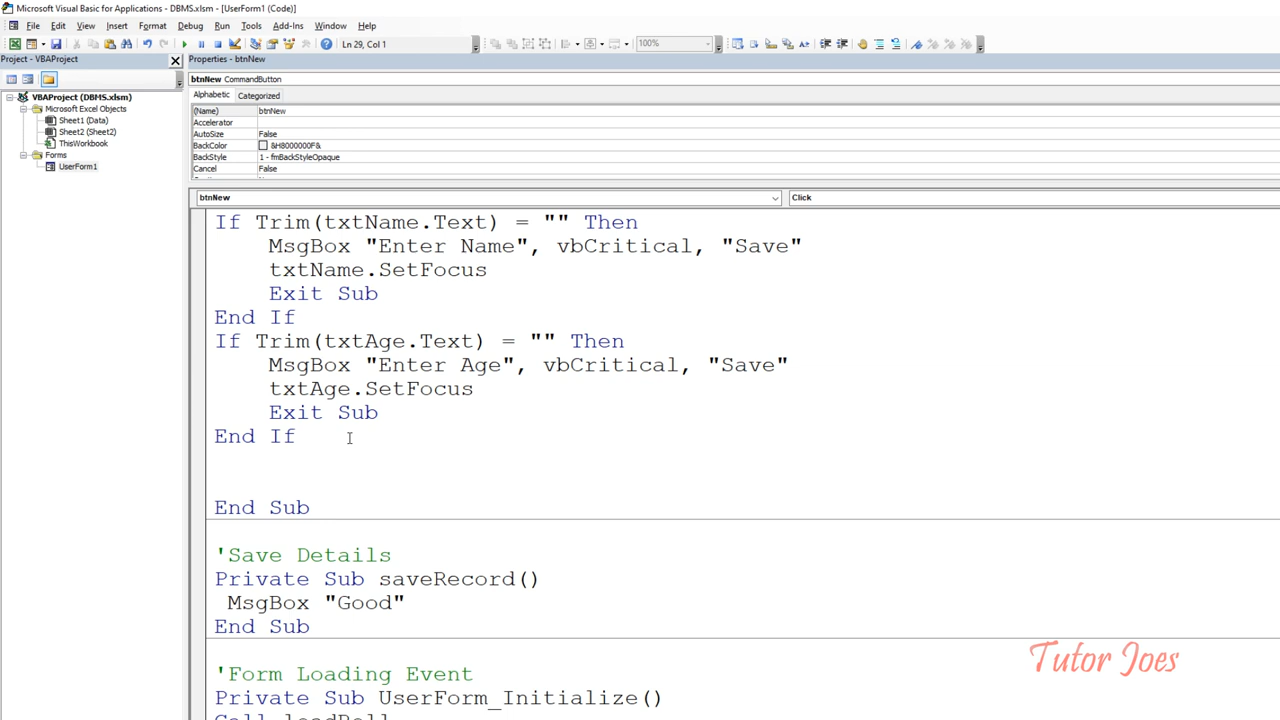 Microsoft Visual Basic for Applications - DBMS.xlsm - [UserForm1 (Code)]
File Edit View Insert Format Debug Run Tools Add-Ins Window Help
Ln 29, Col 1
100%
Project - VBAProject
Properties - btnNew
btnNew CommandButton
Alphabetic Categorized
VBAProject (DBMS.xlsm)
Microsoft Excel Objects
Sheet1 (Data)
Sheet2 (Sheet2)
ThisWorkbook
Forms
UserForm1
(Name) btnNew
Accelerator
AutoSize False
BackColor &H8000000F&
BackStyle 1 - fmBackStyleOpaque
Cancel False
btnNew Click
If Trim(txtName.Text) = "" Then
MsgBox "Enter Name", vbCritical, "Save"
txtName.SetFocus
Exit Sub
End If
If Trim(txtAge.Text) = "" Then
MsgBox "Enter Age", vbCritical, "Save"
txtAge.SetFocus
Exit Sub
End If
End Sub
'Save Details
Private Sub saveRecord()
MsgBox "Good"
End Sub
'Form Loading Event
Private Sub UserForm_Initialize()
Tutor Joes